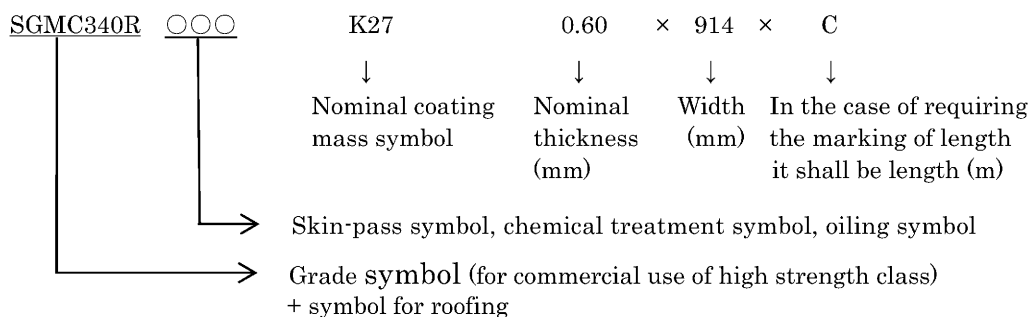 SGMC340R ○○○ K27 0.60 × 914 × C
↓ ↓ ↓ ↓
Nominal coating Nominal Width In the case of requiring
mass symbol thickness (mm) the marking of length
(mm) it shall be length (m)
Skin-pass symbol, chemical treatment symbol, oiling symbol
Grade symbol (for commercial use of high strength class)
+ symbol for roofing